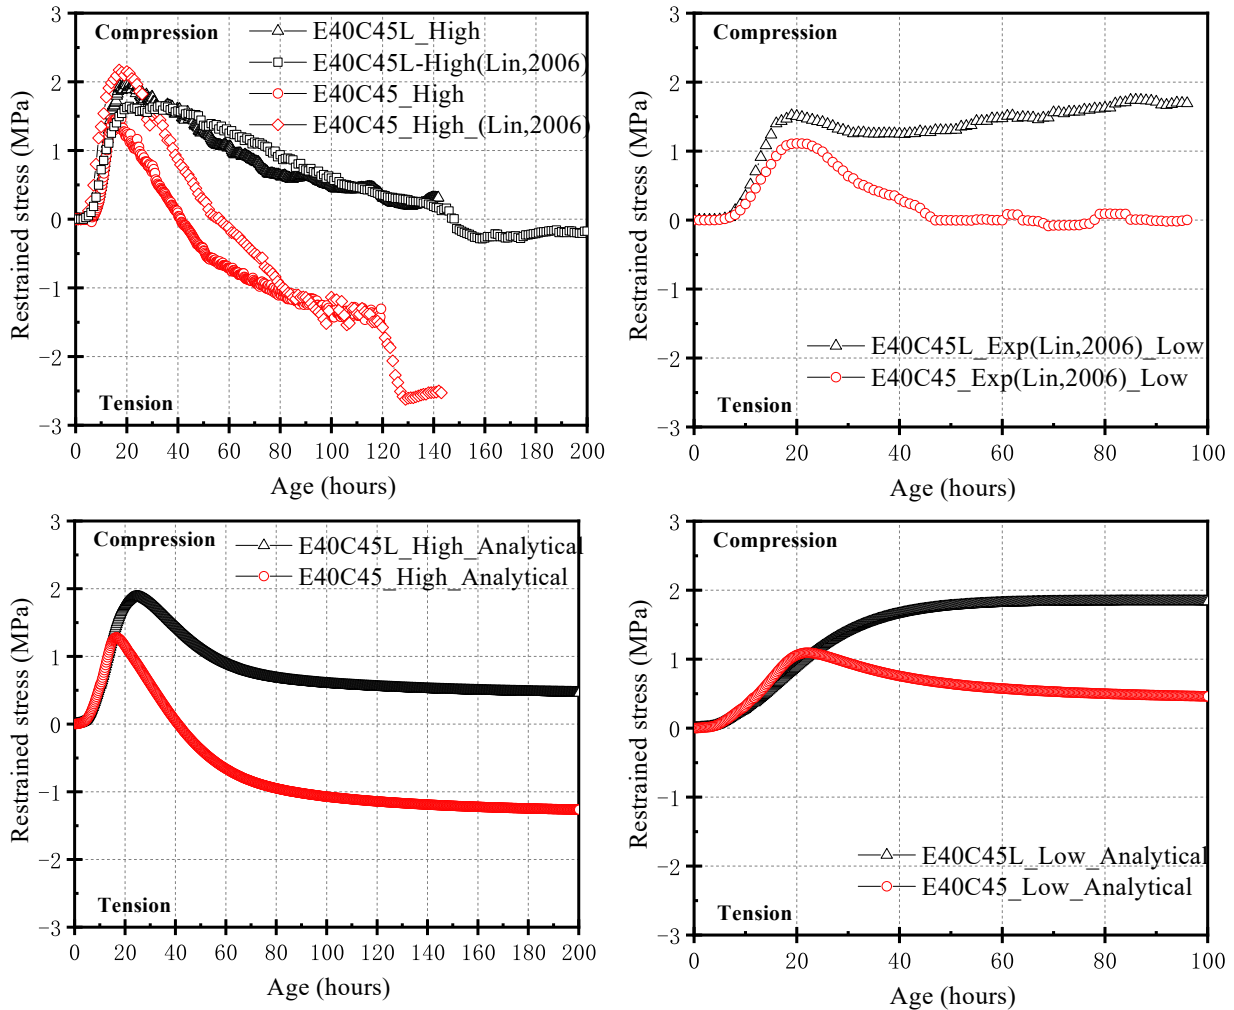 3
2
1
0
−1
−2
−3
Restrained stress (MPa)
Compression
E40C45L_High
E40C45L-High(Lin,2006)
E40C45_High
E40C45_High_(Lin,2006)
Tension
0 20 40 60 80 100 120 140 160 180 200
Age (hours)
3
2
1
0
−1
−2
−3
Restrained stress (MPa)
Compression
E40C45L_Exp(Lin,2006)_Low
E40C45_Exp(Lin,2006)_Low
Tension
0 20 40 60 80 100
Age (hours)
3
2
1
0
−1
−2
−3
Restrained stress (MPa)
Compression
E40C45L_High_Analytical
E40C45_High_Analytical
Tension
0 20 40 60 80 100 120 140 160 180 200
Age (hours)
3
2
1
0
−1
−2
−3
Restrained stress (MPa)
Compression
E40C45L_Low_Analytical
E40C45_Low_Analytical
Tension
0 20 40 60 80 100
Age (hours)